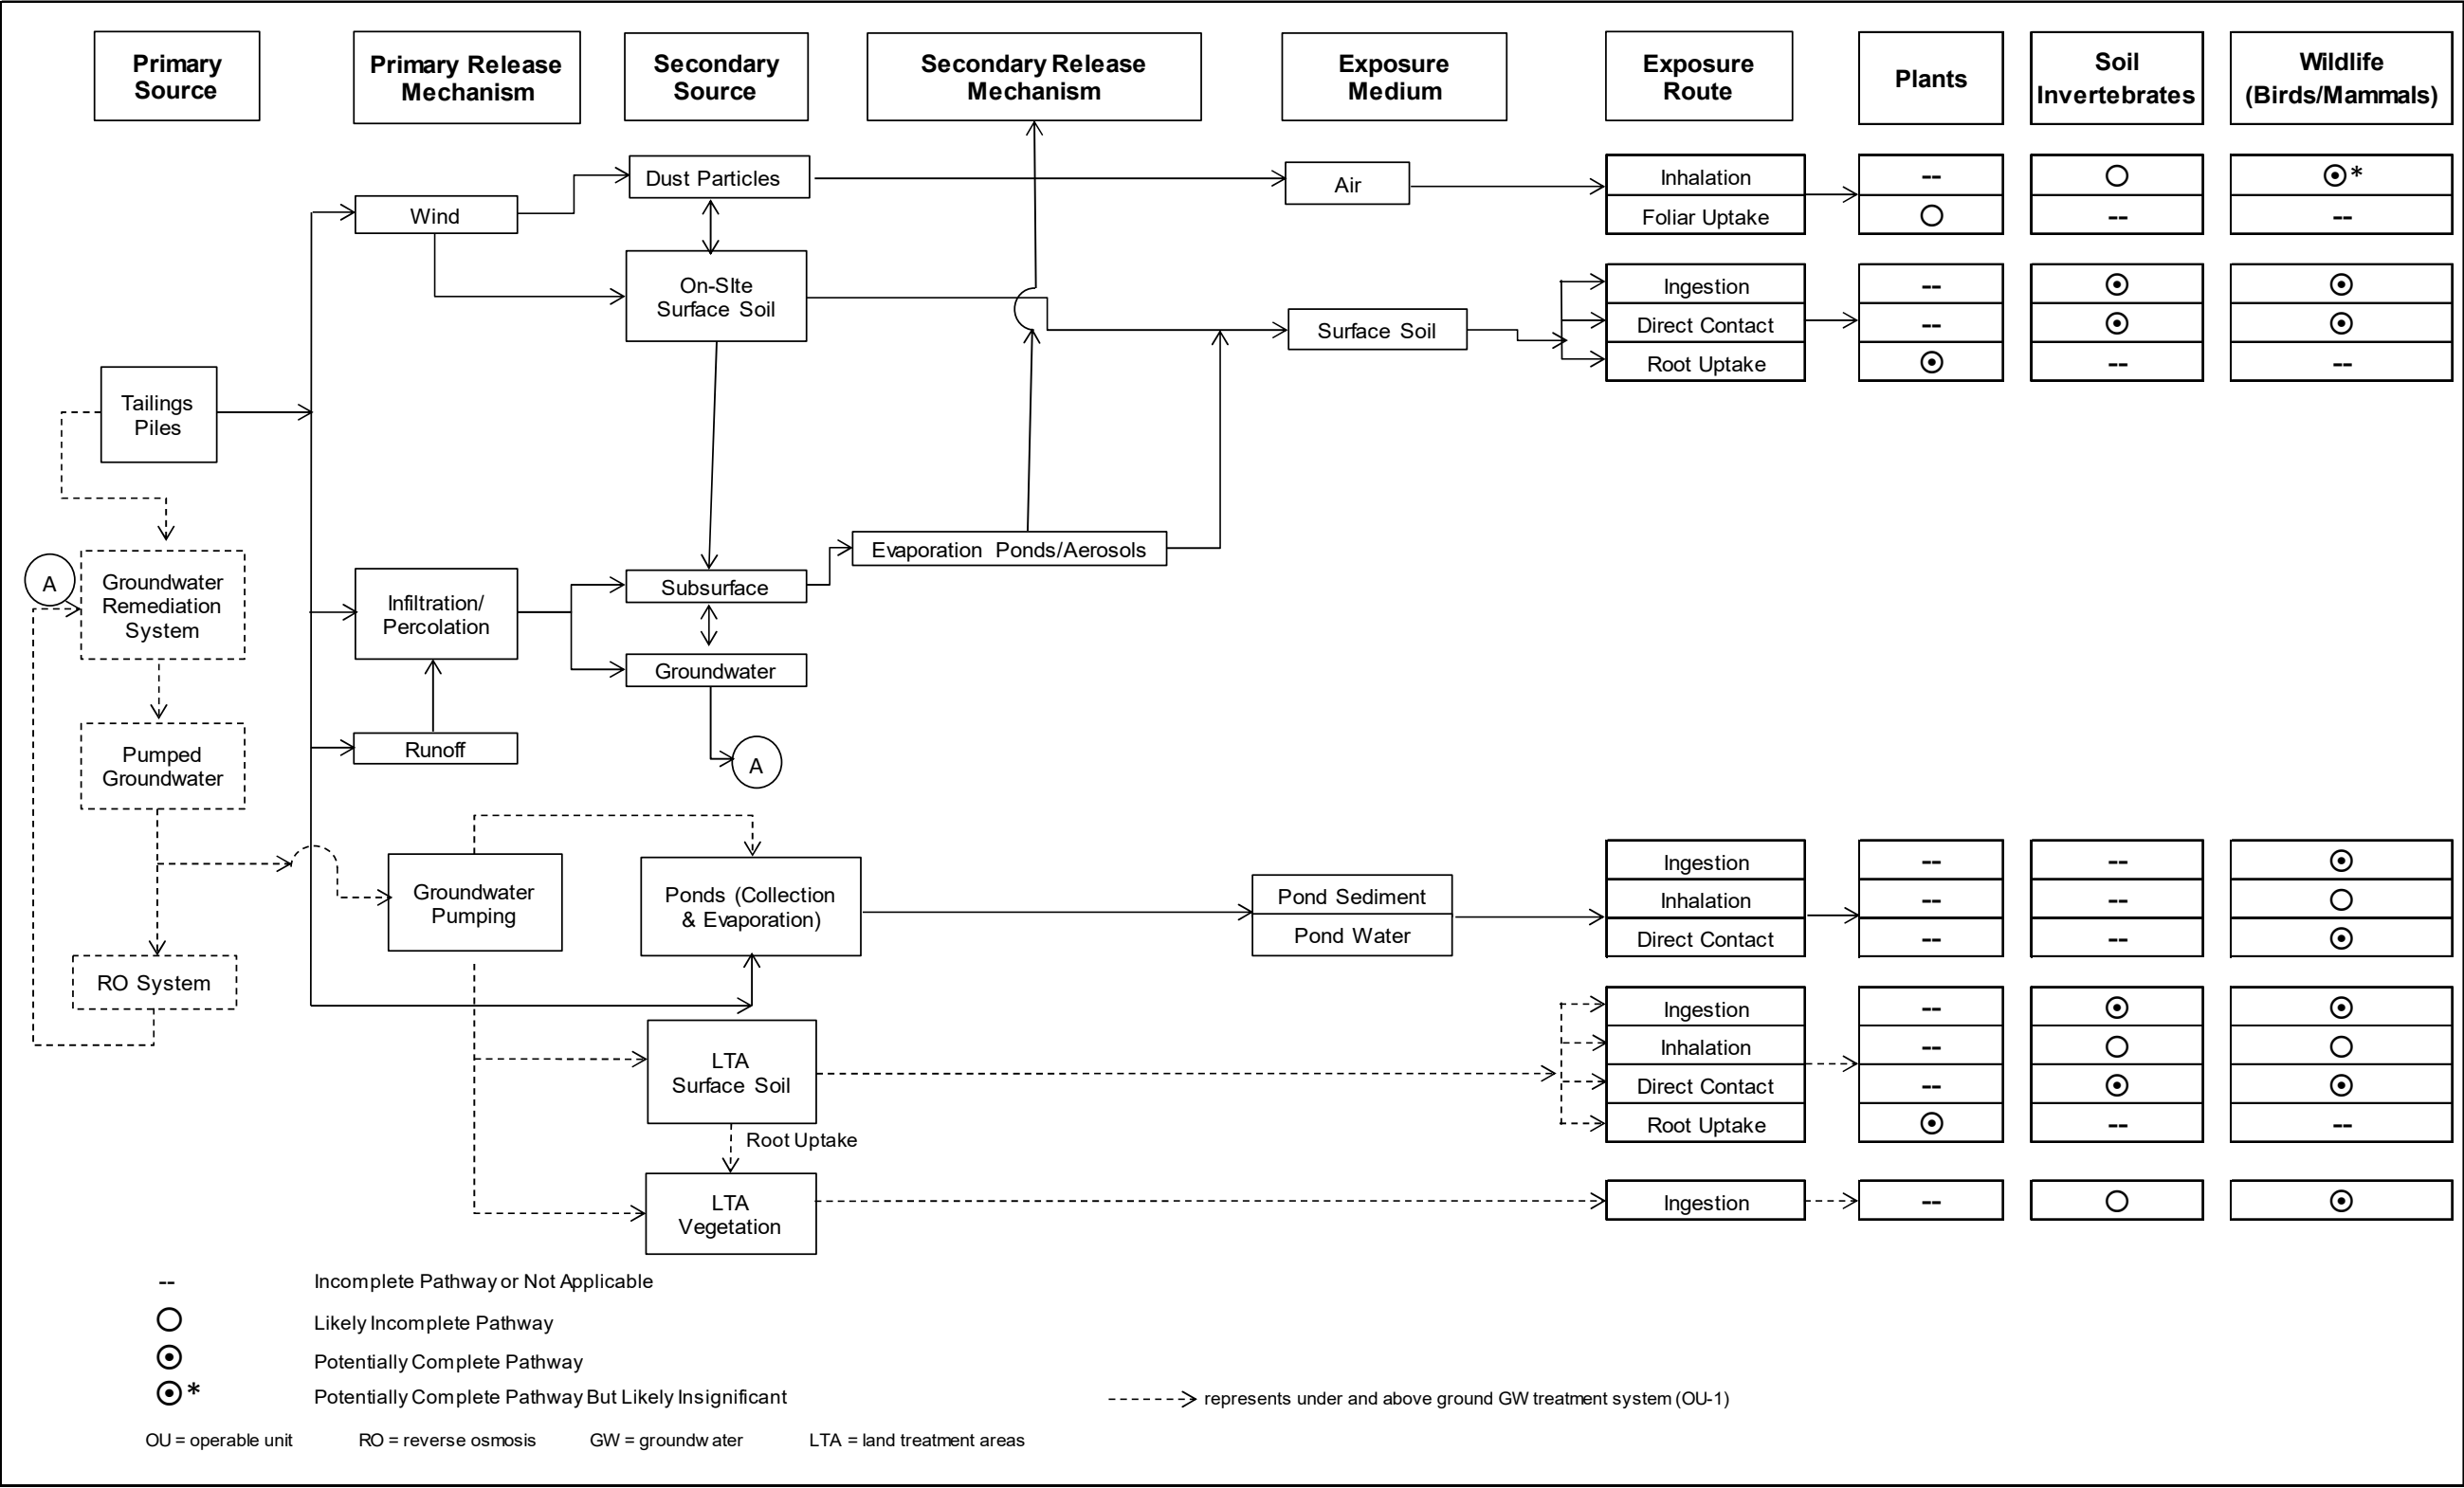 Primary
Source
Primary Release
Mechanism
Secondary
Source
Secondary Release
Mechanism
Exposure
Medium
Exposure
Route
Plants
Soil
Invertebrates
Wildlife
(Birds/Mammals)
Dust Particles
Air
Inhalation
--
*
Foliar Uptake
--
--
Wind
On-SIte
Surface Soil
Surface Soil
Ingestion
--
Direct Contact
--
Root Uptake
--
--
Tailings
Piles
A
Groundwater
Remediation
System
Infiltration/
Percolation
Subsurface
Evaporation Ponds/Aerosols
Groundwater
Pumped
Groundwater
Runoff
A
Groundwater
Pumping
Ponds (Collection
& Evaporation)
Pond Sediment
Pond Water
Ingestion
--
--
Inhalation
--
--
Direct Contact
--
--
RO System
LTA
Surface Soil
Ingestion
--
Inhalation
--
Direct Contact
--
Root Uptake
--
--
Root Uptake
LTA
Vegetation
Ingestion
--
-- Incomplete Pathway or Not Applicable
Likely Incomplete Pathway
Potentially Complete Pathway
* Potentially Complete Pathway But Likely Insignificant
represents under and above ground GW treatment system (OU-1)
OU = operable unit RO = reverse osmosis GW = groundwater LTA = land treatment areas